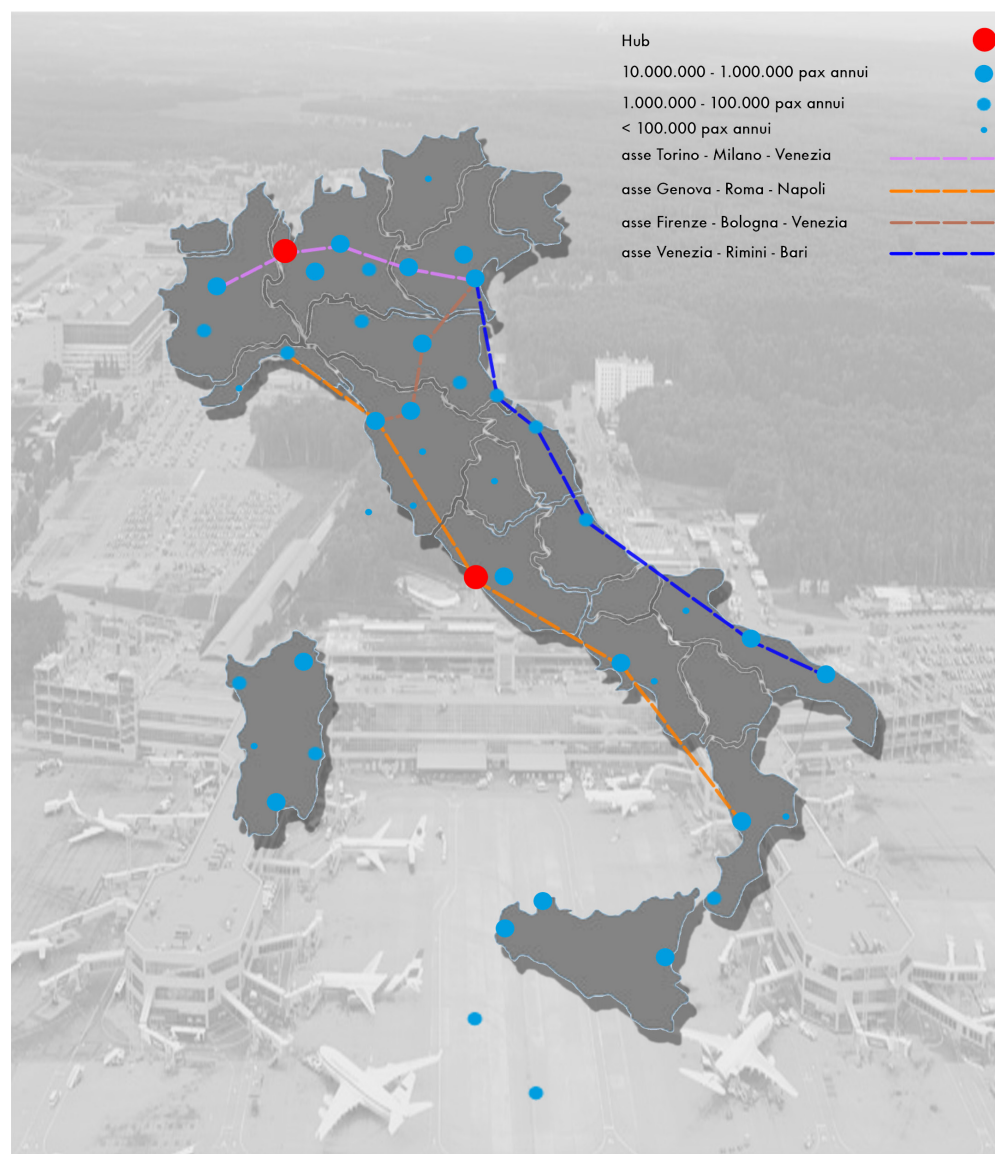 Hub
10.000.000 - 1.000.000 pax annui
1.000.000 - 100.000 pax annui
< 100.000 pax annui
asse Torino - Milano - Venezia
asse Genova - Roma - Napoli
asse Firenze - Bologna - Venezia
asse Venezia - Rimini - Bari